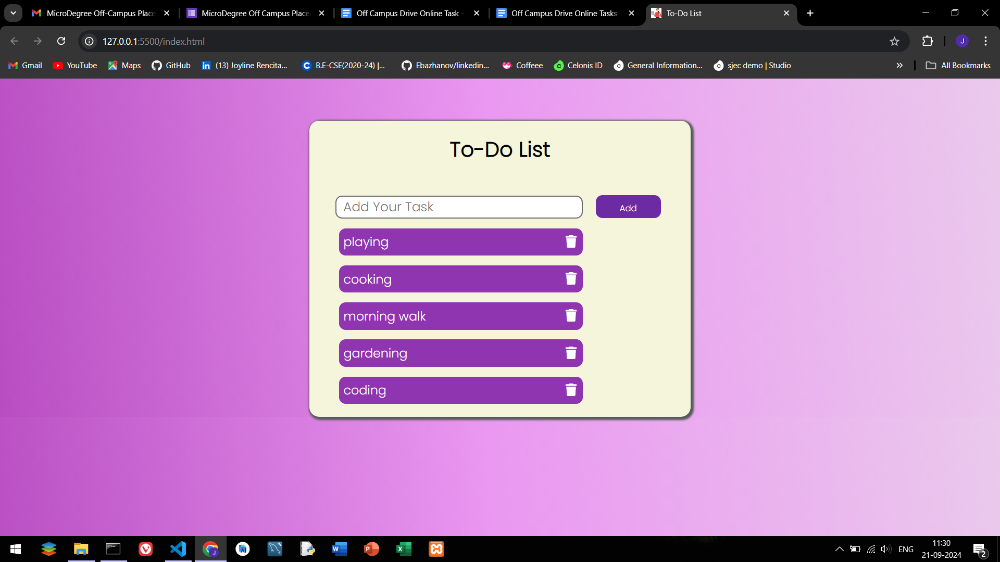 MicroDegree Off-Campus Place
MicroDegree Off Campus Place
Off Campus Drive Online Task -
Off Campus Drive Online Tasks
To-Do List
127.0.0.1:5500/index.html
J
Gmail
YouTube
Maps
GitHub
(13) Joyline Rencita...
B.E-CSE(2020-24) |...
Ebazhanov/linkedin...
Coffeee
Celonis ID
General Information...
sjec demo | Studio
All Bookmarks
To-Do List
Add Your Task
Add
playing
cooking
morning walk
gardening
coding
ENG
11:30
21-09-2024
2